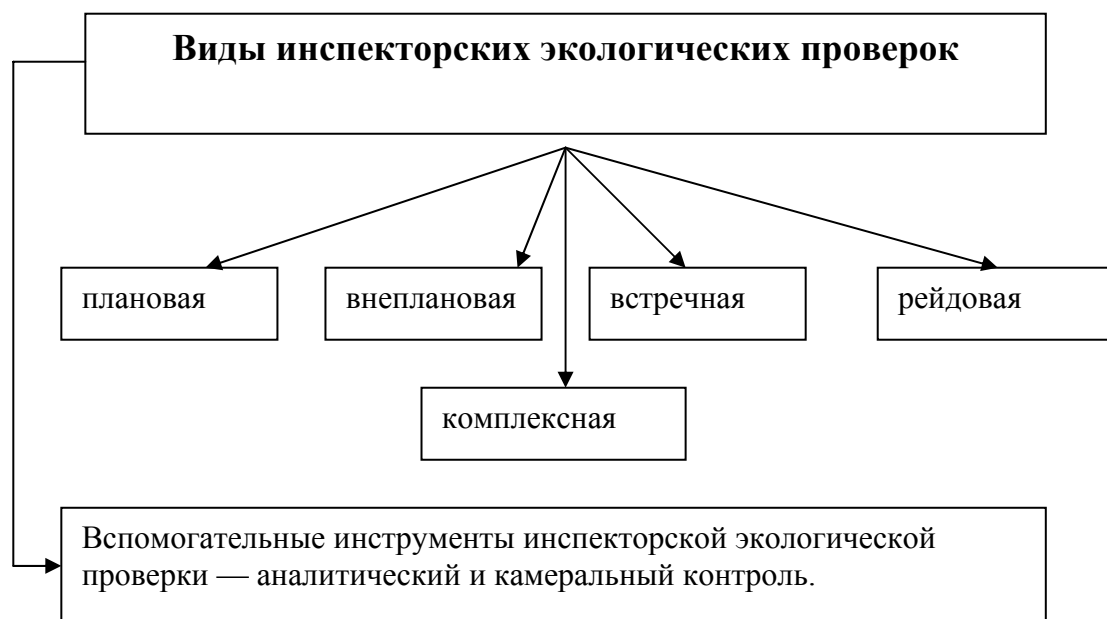 Виды инспекторских экологических проверок
плановая
внеплановая
встречная
рейдовая
комплексная
Вспомогательные инструменты инспекторской экологической
проверки — аналитический и камеральный контроль.